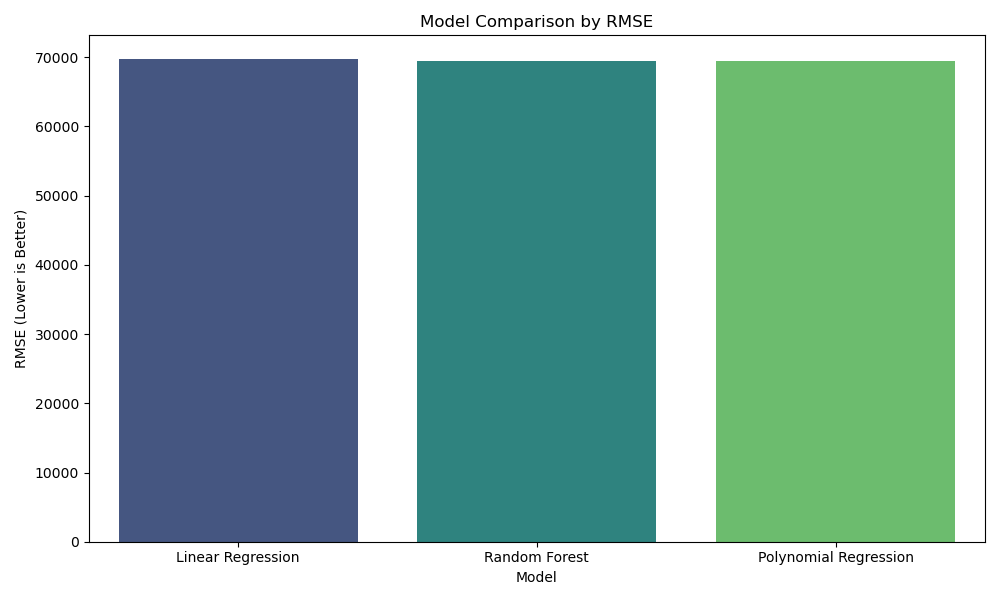 Model Comparison by RMSE
RMSE (Lower is Better)
70000
60000
50000
40000
30000
20000
10000
0
Linear Regression
Random Forest
Polynomial Regression
Model